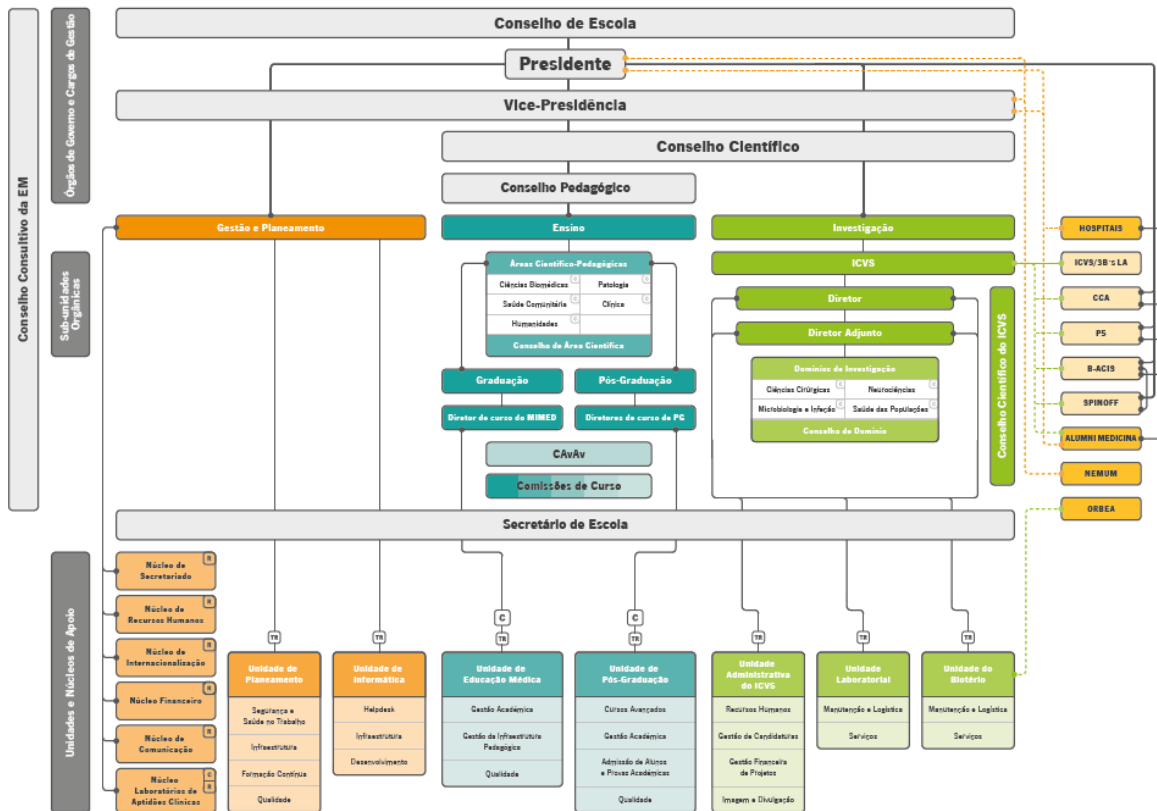 Conselho Consultivo da EM
Órgãos de Governo e Cargos de Gestão
Sub-unidades
Orgânicas
Unidades e Núcleos de Apoio
Conselho de Escola
Presidente
Vice-Presidência
Conselho Científico
Conselho Pedagógico
Gestão e Planeamento
Ensino
Investigação
Áreas Científico-Pedagógicas
Ciências Biomédicas
C
Patologia
C
Saúde Comunitária
C
Clínica
C
Humanidades
C
Conselho de Área Científica
Graduação
Pós-Graduação
Diretor de curso do MIMED
Diretores de curso de PG
CAvAv
Comissões de Curso
ICVS
Diretor
Diretor Adjunto
Domínios de Investigação
Ciências Cirúrgicas
C
Neurociências
C
Microbiologia e Infeção
C
Saúde das Populações
C
Conselho de Domínio
Conselho Científico do ICVS
HOSPITAIS
ICVS/3B's LA
CCA
P5
B-ACIS
SPINOFF
ALUMNI MEDICINA
NEMUM
ORBEA
Secretário de Escola
Núcleo de
Secretariado
R
Núcleo de
Recursos Humanos
R
Núcleo de
Internacionalização
R
Núcleo Financeiro
R
Núcleo de
Comunicação
R
Núcleo
Laboratórios de
Aptidões Clínicas
C
R
TR
Unidade de
Planeamento
Segurança e
Saúde no Trabalho
Infraestrutura
Formação Contínua
Qualidade
TR
Unidade de
Informática
Helpdesk
Infraestrutura
Desenvolvimento
C
TR
Unidade de
Educação Médica
Gestão Académica
Gestão da Infraestrutura
Pedagógica
Qualidade
C
TR
Unidade de
Pós-Graduação
Cursos Avançados
Gestão Académica
Admissão de Alunos
e Provas Académicas
Qualidade
TR
Unidade
Administrativa
do ICVS
Recursos Humanos
Gestão de Candidaturas
Gestão Financeira
de Projetos
Imagem e Divulgação
TR
Unidade
Laboratorial
Manutenção e Logística
Serviços
TR
Unidade do
Biotério
Manutenção e Logística
Serviços